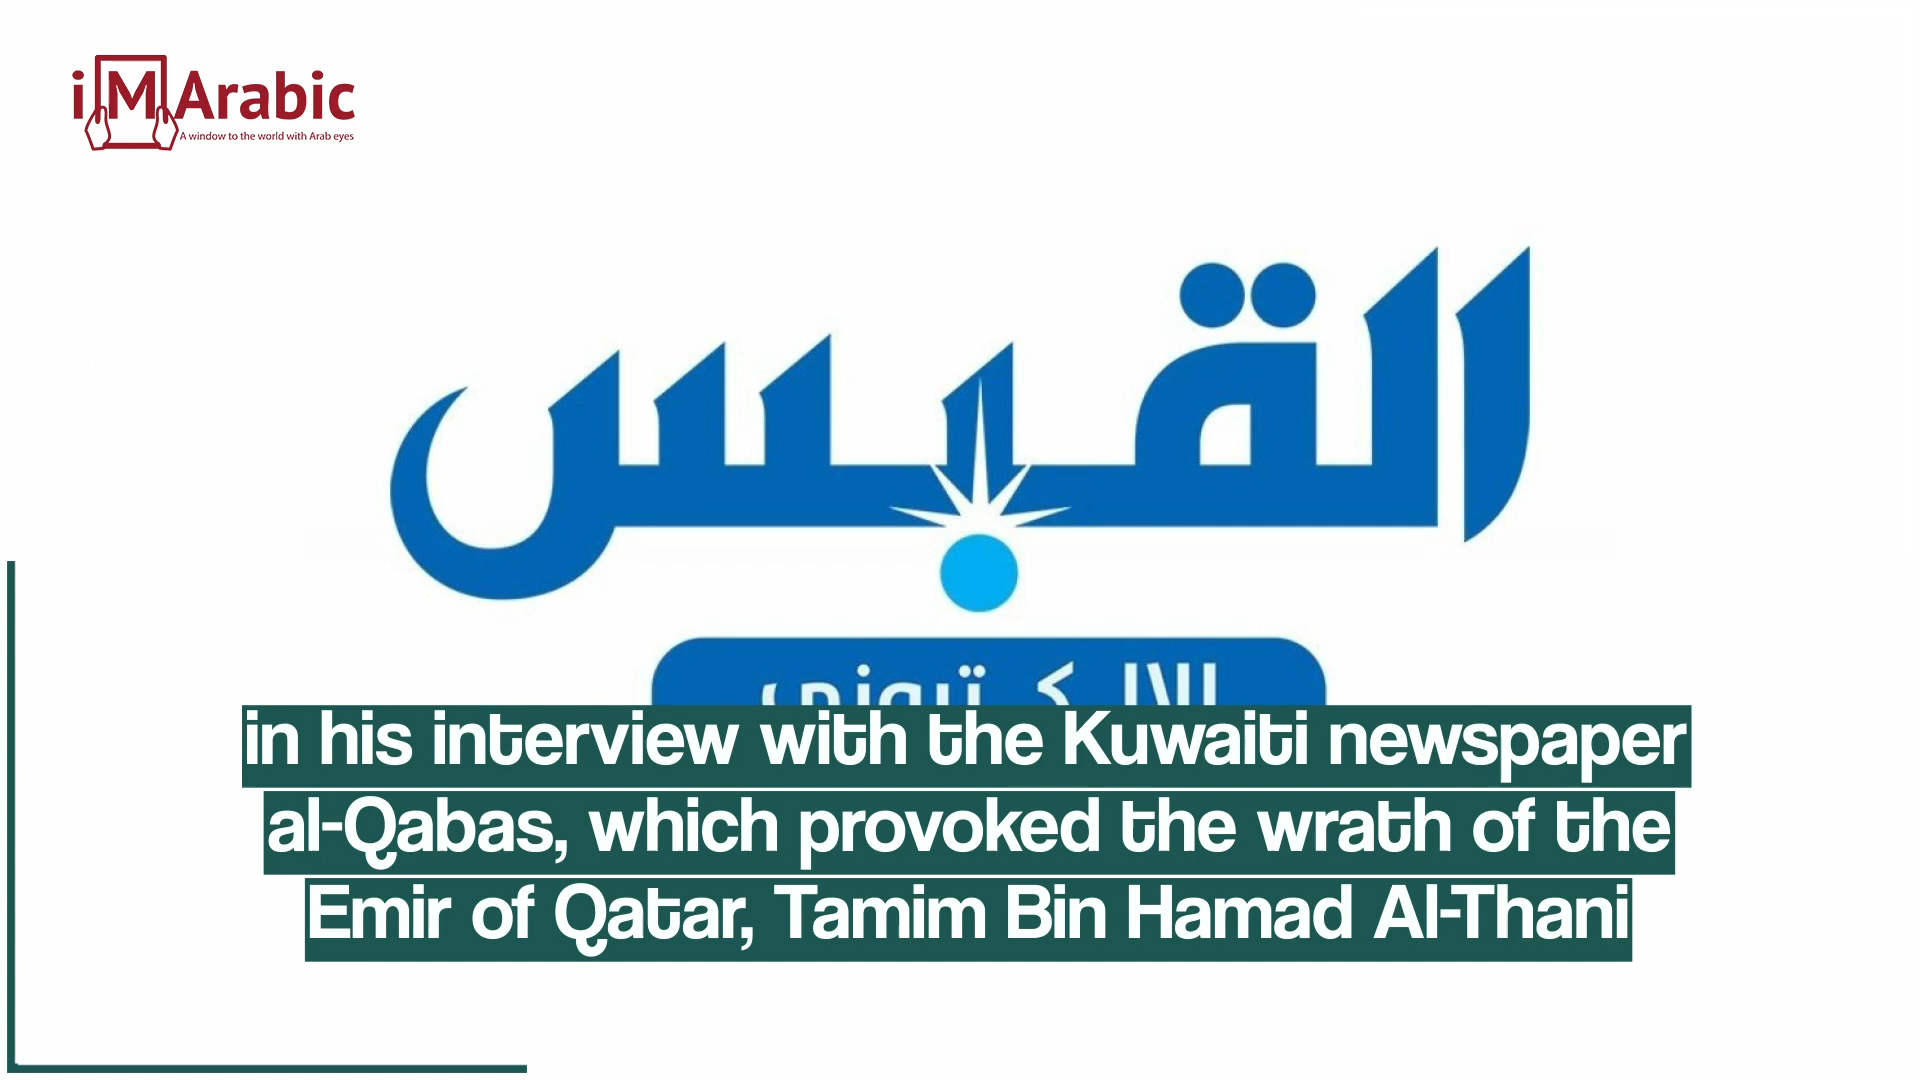 iMArabic
A window to the world with Arab eyes
القبس
in his interview with the Kuwaiti newspaper
al-Qabas, which provoked the wrath of the
Emir of Qatar, Tamim Bin Hamad Al-Thani